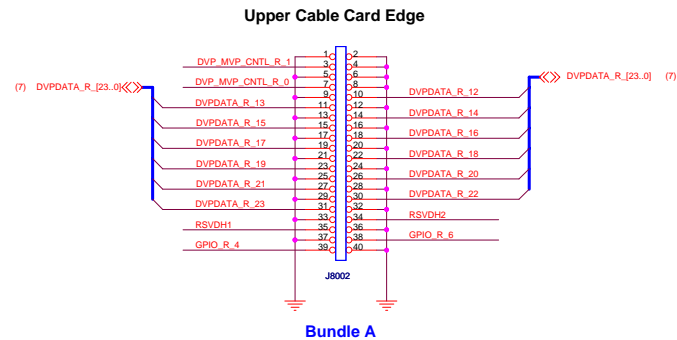 Upper Cable Card Edge
1 2
DVP_MVP_CNTL_R_1 3 4
5 6
DVP_MVP_CNTL_R_0 7 8
(7) DVPDATA_R_[23..0] DVPDATA_R_[23..0] (7)
9 10 DVPDATA_R_12
DVPDATA_R_13 11 12
13 14 DVPDATA_R_14
DVPDATA_R_15 15 16
17 18 DVPDATA_R_16
DVPDATA_R_17 19 20
21 22 DVPDATA_R_18
DVPDATA_R_19 23 24
25 26 DVPDATA_R_20
DVPDATA_R_21 27 28
29 30 DVPDATA_R_22
DVPDATA_R_23 31 32
33 34 RSVDH2
RSVDH1 35 36
37 38 GPIO_R_6
GPIO_R_4 39 40
J8002
Bundle A